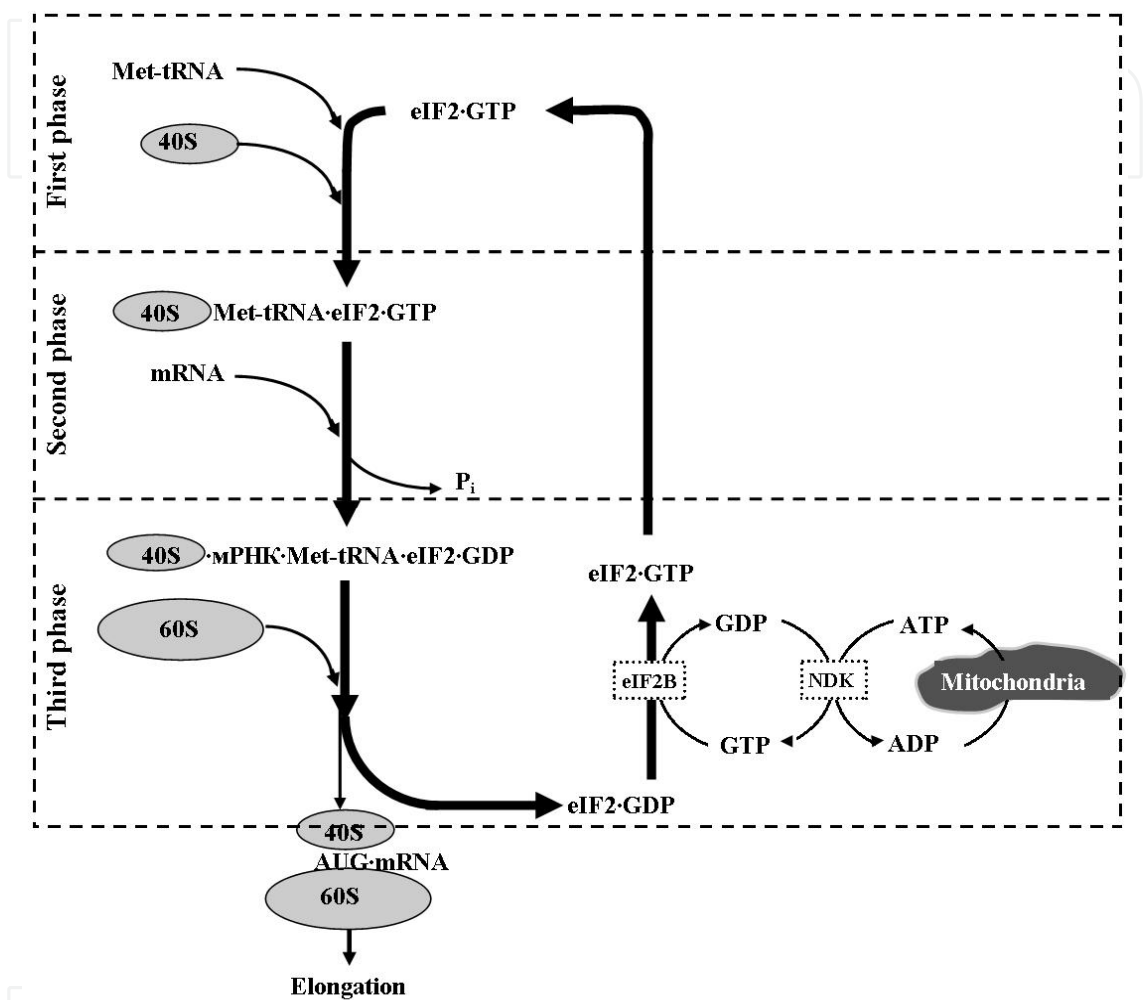 First phase
Met-tRNA
eIF2·GTP
40S
Second phase
40S Met-tRNA·eIF2·GTP
mRNA
Pi
Third phase
40S ·мРНК·Met-tRNA·eIF2·GDP
60S
eIF2·GTP
GDP
ATP
eIF2B
NDK
Mitochondria
GTP
ADP
eIF2·GDP
40S
AUG·mRNA
60S
Elongation